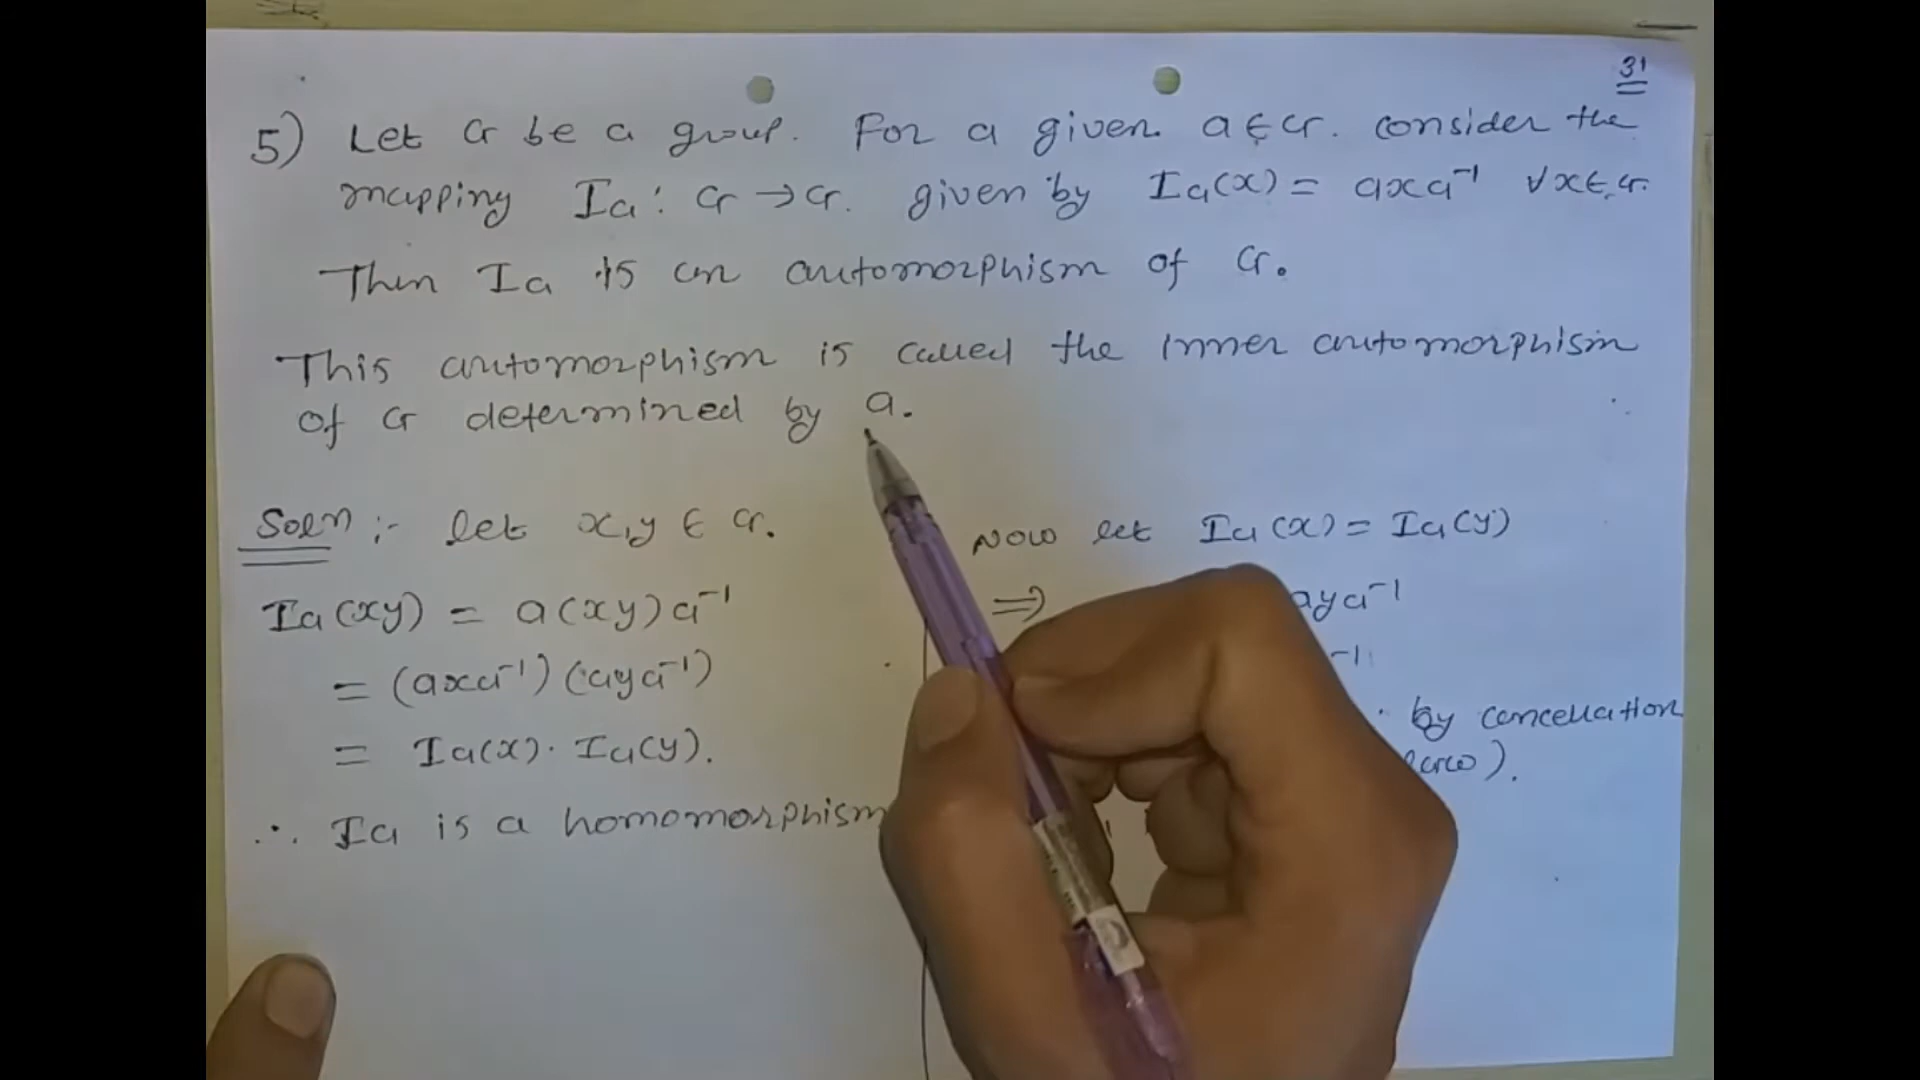 31
5) Let G be a group. For a given a ∈ G. consider the
mapping Ia : G → G. given by Ia(x) = axa⁻¹ ∀x∈G.
Then Ia is an automorphism of G.
This automorphism is called the inner automorphism
of G determined by a.
Soln :- let x,y ∈ G.
Ia(xy) = a(xy)a⁻¹
= (axa⁻¹)(aya⁻¹)
= Ia(x)·Ia(y).
∴ Ia is a homomorphism
Now let Ia(x) = Ia(y)
⇒ aya⁻¹
⁻¹
by cancellation
law).